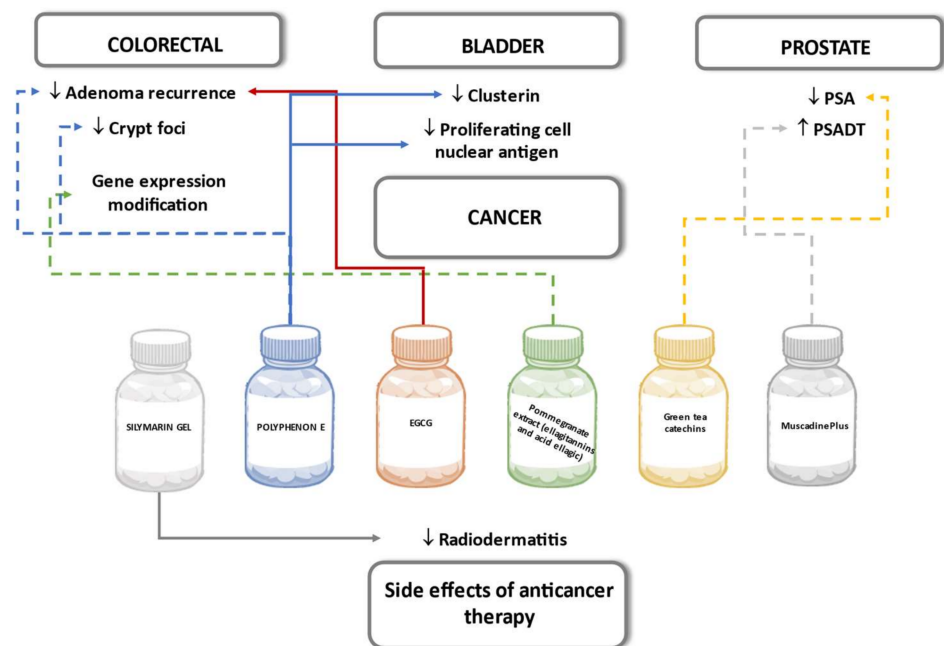 COLORECTAL
BLADDER
PROSTATE
↓ Adenoma recurrence
↓ Clusterin
↓ PSA
↓ Crypt foci
↓ Proliferating cell
nuclear antigen
↑ PSADT
Gene expression
modification
CANCER
SILYMARIN GEL
POLYPHENON E
EGCG
Pommegranate
extract (ellagitannins
and acid ellagic)
Green tea
catechins
MuscadinePlus
↓ Radiodermatitis
Side effects of anticancer
therapy